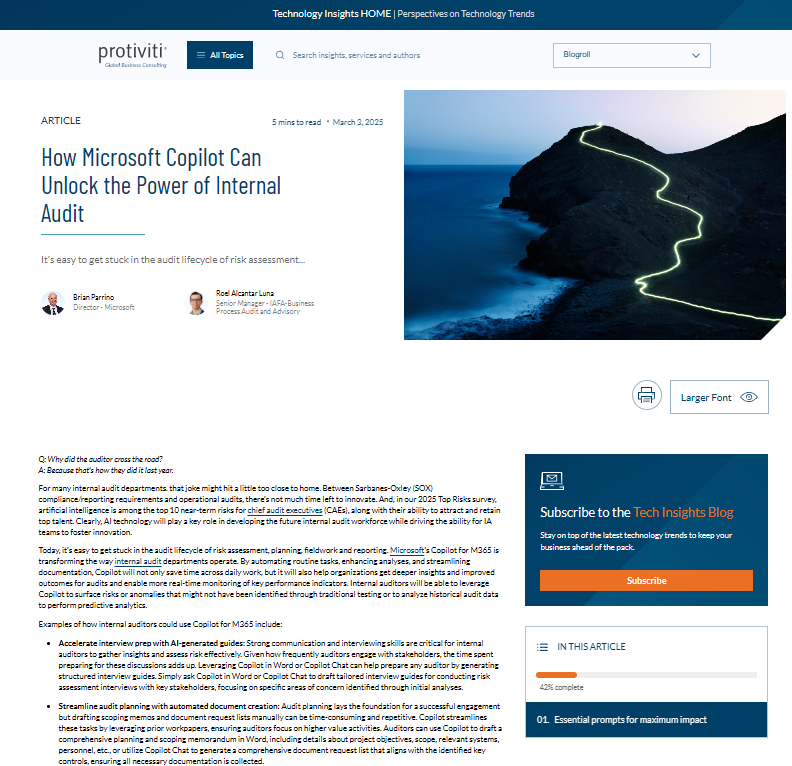 Technology Insights HOME | Perspectives on Technology Trends
protiviti®
Global Business Consulting
All Topics
Search insights, services and authors
Blogroll
ARTICLE
5 mins to read • March 3, 2025
How Microsoft Copilot Can
Unlock the Power of Internal
Audit
It's easy to get stuck in the audit lifecycle of risk assessment...
Brian Parrino
Director - Microsoft
Roel Alcantar Luna
Senior Manager - IAFA-Business
Process Audit and Advisory
Larger Font
Q: Why did the auditor cross the road?
A: Because that's how they did it last year.
For many internal audit departments. that joke might hit a little too close to home. Between Sarbanes-Oxley (SOX)
compliance/reporting requirements and operational audits, there's not much time left to innovate. And, in our 2025 Top Risks survey,
artificial intelligence is among the top 10 near-term risks for chief audit executives (CAEs), along with their ability to attract and retain
top talent. Clearly, AI technology will play a key role in developing the future internal audit workforce while driving the ability for IA
teams to foster innovation.
Today, it's easy to get stuck in the audit lifecycle of risk assessment, planning, fieldwork and reporting. Microsoft's Copilot for M365 is
transforming the way internal audit departments operate. By automating routine tasks, enhancing analyses, and streamlining
documentation, Copilot will not only save time across daily work, but it will also help organizations get deeper insights and improved
outcomes for audits and enable more real-time monitoring of key performance indicators. Internal auditors will be able to leverage
Copilot to surface risks or anomalies that might not have been identified through traditional testing or to analyze historical audit data
to perform predictive analytics.
Examples of how internal auditors could use Copilot for M365 include:
• Accelerate interview prep with AI-generated guides: Strong communication and interviewing skills are critical for internal
auditors to gather insights and assess risk effectively. Given how frequently auditors engage with stakeholders, the time spent
preparing for these discussions adds up. Leveraging Copilot in Word or Copilot Chat can help prepare any auditor by generating
structured interview guides. Simply ask Copilot in Word or Copilot Chat to draft tailored interview guides for conducting risk
assessment interviews with key stakeholders, focusing on specific areas of concern identified through initial analyses.
• Streamline audit planning with automated document creation: Audit planning lays the foundation for a successful engagement
but drafting scoping memos and document request lists manually can be time-consuming and repetitive. Copilot streamlines
these tasks by leveraging prior workpapers, ensuring auditors focus on higher value activities. Auditors can use Copilot to draft a
comprehensive planning and scoping memorandum in Word, including details about project objectives, scope, relevant systems,
personnel, etc., or utilize Copilot Chat to generate a comprehensive document request list that aligns with the identified key
controls, ensuring all necessary documentation is collected.
Subscribe to the Tech Insights Blog
Stay on top of the latest technology trends to keep your
business ahead of the pack.
Subscribe
IN THIS ARTICLE
42% complete
01. Essential prompts for maximum impact